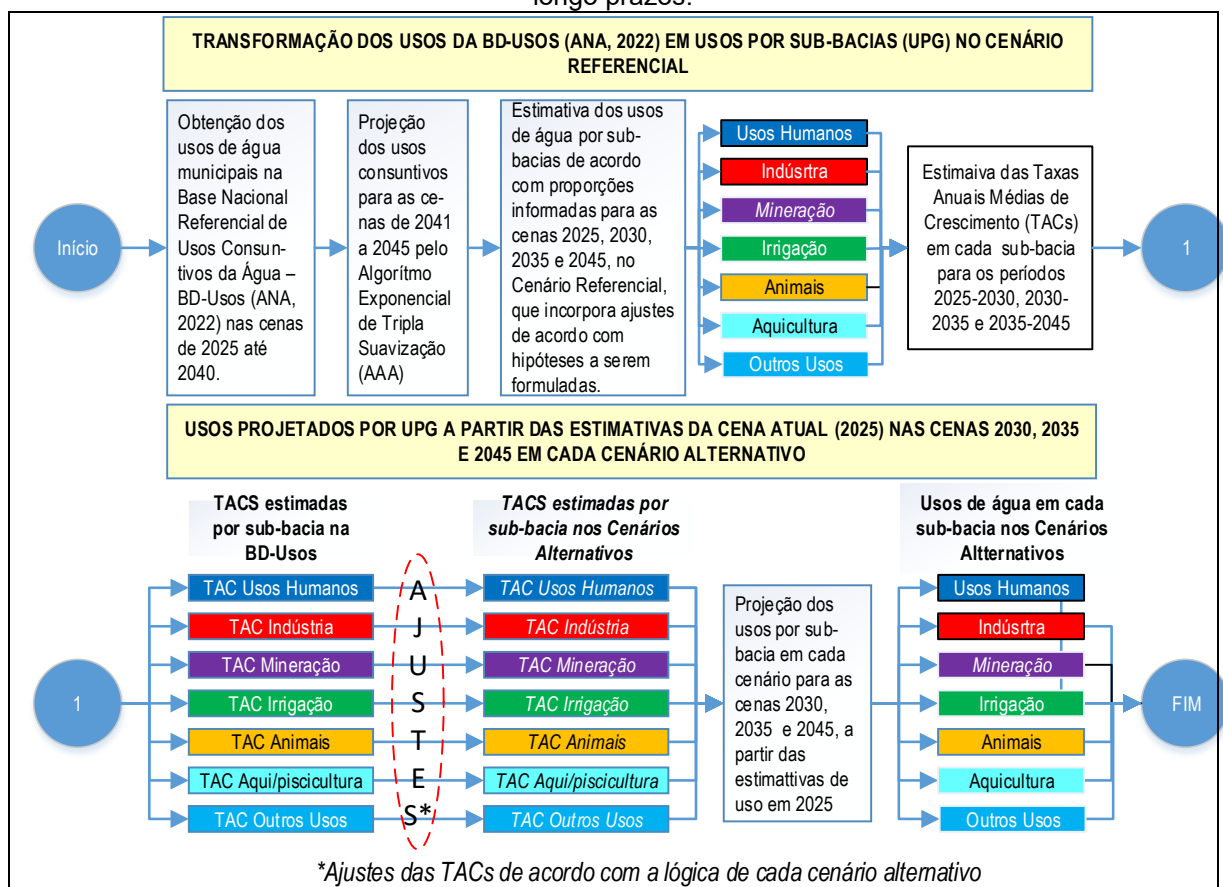 longo prazos.
TRANSFORMAÇÃO DOS USOS DA BD-USOS (ANA, 2022) EM USOS POR SUB-BACIAS (UPG) NO CENÁRIO
REFERENCIAL
Início
Obtenção dos
usos de água
municipais na
Base Nacional
Referencial de
Usos Consun-
tivos da Água –
BD-Usos (ANA,
2022) nas cenas
de 2025 até
2040.
Projeção
dos usos
consuntivos
para as ce-
nas de 2041
a 2045 pelo
Algorítmo
Exponencial
de Tripla
Suavização
(AAA)
Estimativa dos usos
de água por sub-
bacias de acordo
com proporções
informadas para as
cenas 2025, 2030,
2035 e 2045, no
Cenário Referencial,
que incorpora ajustes
de acordo com
hipóteses a serem
formuladas.
Usos Humanos
Indúsrtra
Mineração
Irrigação
Animais
Aquicultura
Outros Usos
Estimaiva das Taxas
Anuais Médias de
Crescimento (TACs)
em cada sub-bacia
para os períodos
2025-2030, 2030-
2035 e 2035-2045
1
USOS PROJETADOS POR UPG A PARTIR DAS ESTIMATIVAS DA CENA ATUAL (2025) NAS CENAS 2030, 2035
E 2045 EM CADA CENÁRIO ALTERNATIVO
1
TACS estimadas
por sub-bacia na
BD-Usos
TAC Usos Humanos
TAC Indústria
TAC Mineração
TAC Irrigação
TAC Animais
TAC Aqui/piscicultura
TAC Outros Usos
A
J
U
S
T
E
S*
TACS estimadas por
sub-bacia nos Cenários
Alternativos
TAC Usos Humanos
TAC Indústria
TAC Mineração
TAC Irrigação
TAC Animais
TAC Aqui/piscicultura
TAC Outros Usos
Projeção dos
usos por sub-
bacia em cada
cenário para as
cenas 2030,
2035 e 2045, a
partir das
estimattivas de
uso em 2025
Usos de água em cada
sub-bacia nos Cenários
Altternativos
Usos Humanos
Indúsrtra
Mineração
Irrigação
Animais
Aquicultura
Outros Usos
FIM
*Ajustes das TACs de acordo com a lógica de cada cenário alternativo